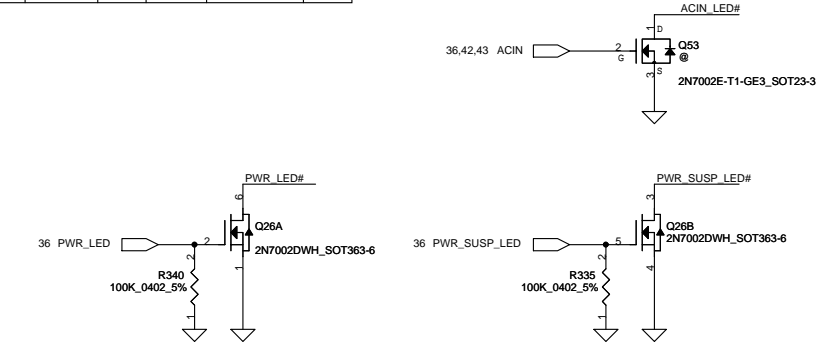 ACIN_LED#
1
D
36,42,43 ACIN
2
G
Q53
@
3
S
2N7002E-T1-GE3_SOT23-3
PWR_LED#
6
36 PWR_LED
2
Q26A
2N7002DWH_SOT363-6
2
R340
100K_0402_5%
1
1
PWR_SUSP_LED#
3
36 PWR_SUSP_LED
5
Q26B
2N7002DWH_SOT363-6
2
R335
100K_0402_5%
4
1